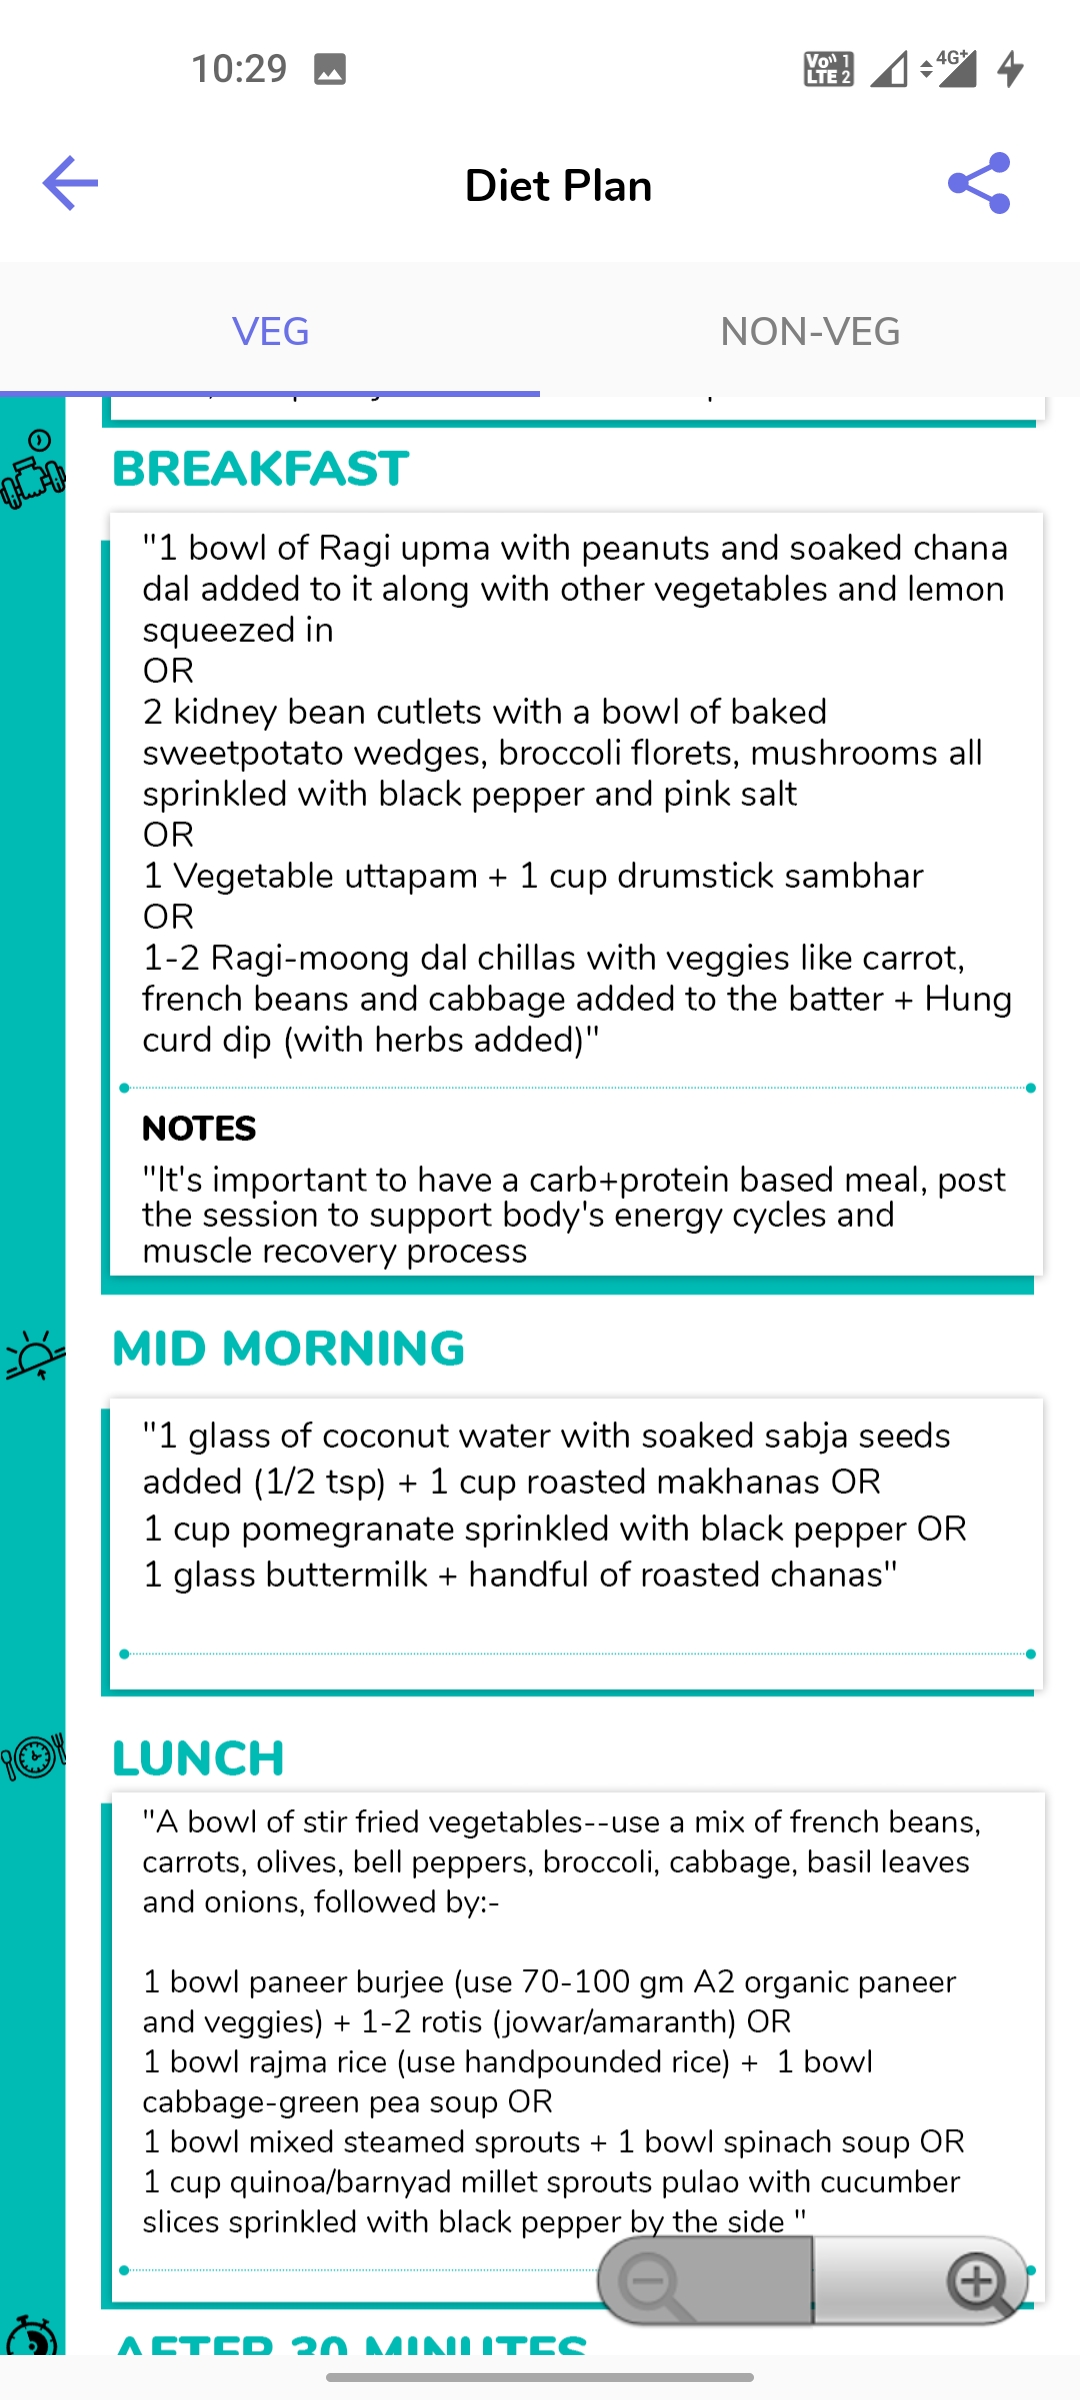 10:29
Vo)) 1
LTE 2
4G+
Diet Plan
VEG
NON-VEG
BREAKFAST
"1 bowl of Ragi upma with peanuts and soaked chana
dal added to it along with other vegetables and lemon
squeezed in
OR
2 kidney bean cutlets with a bowl of baked
sweetpotato wedges, broccoli florets, mushrooms all
sprinkled with black pepper and pink salt
OR
1 Vegetable uttapam + 1 cup drumstick sambhar
OR
1-2 Ragi-moong dal chillas with veggies like carrot,
french beans and cabbage added to the batter + Hung
curd dip (with herbs added)"
NOTES
"It's important to have a carb+protein based meal, post
the session to support body's energy cycles and
muscle recovery process
MID MORNING
"1 glass of coconut water with soaked sabja seeds
added (1/2 tsp) + 1 cup roasted makhanas OR
1 cup pomegranate sprinkled with black pepper OR
1 glass buttermilk + handful of roasted chanas"
LUNCH
"A bowl of stir fried vegetables--use a mix of french beans,
carrots, olives, bell peppers, broccoli, cabbage, basil leaves
and onions, followed by:-
1 bowl paneer burjee (use 70-100 gm A2 organic paneer
and veggies) + 1-2 rotis (jowar/amaranth) OR
1 bowl rajma rice (use handpounded rice) +  1 bowl
cabbage-green pea soup OR
1 bowl mixed steamed sprouts + 1 bowl spinach soup OR
1 cup quinoa/barnyad millet sprouts pulao with cucumber
slices sprinkled with black pepper by the side "
AFTER 30 MINUTES